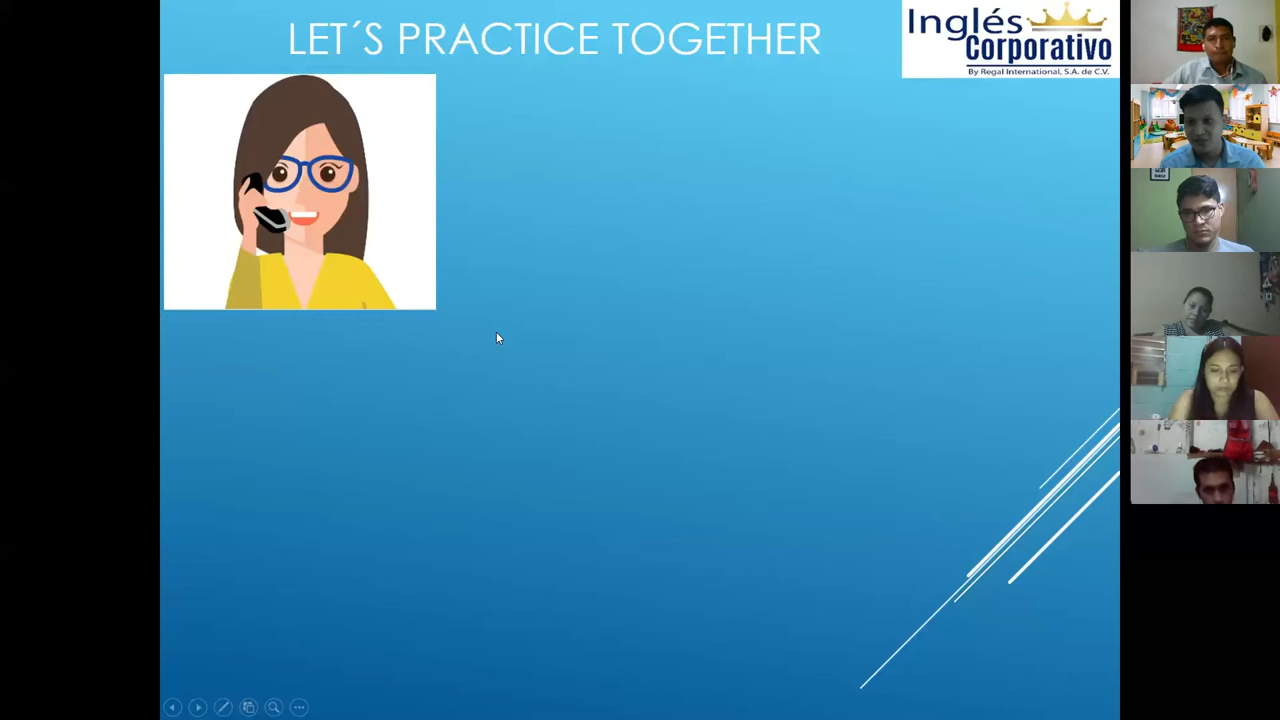 LET´S PRACTICE TOGETHER
Inglés
Corporativo
By Regal International, S.A. de C.V.